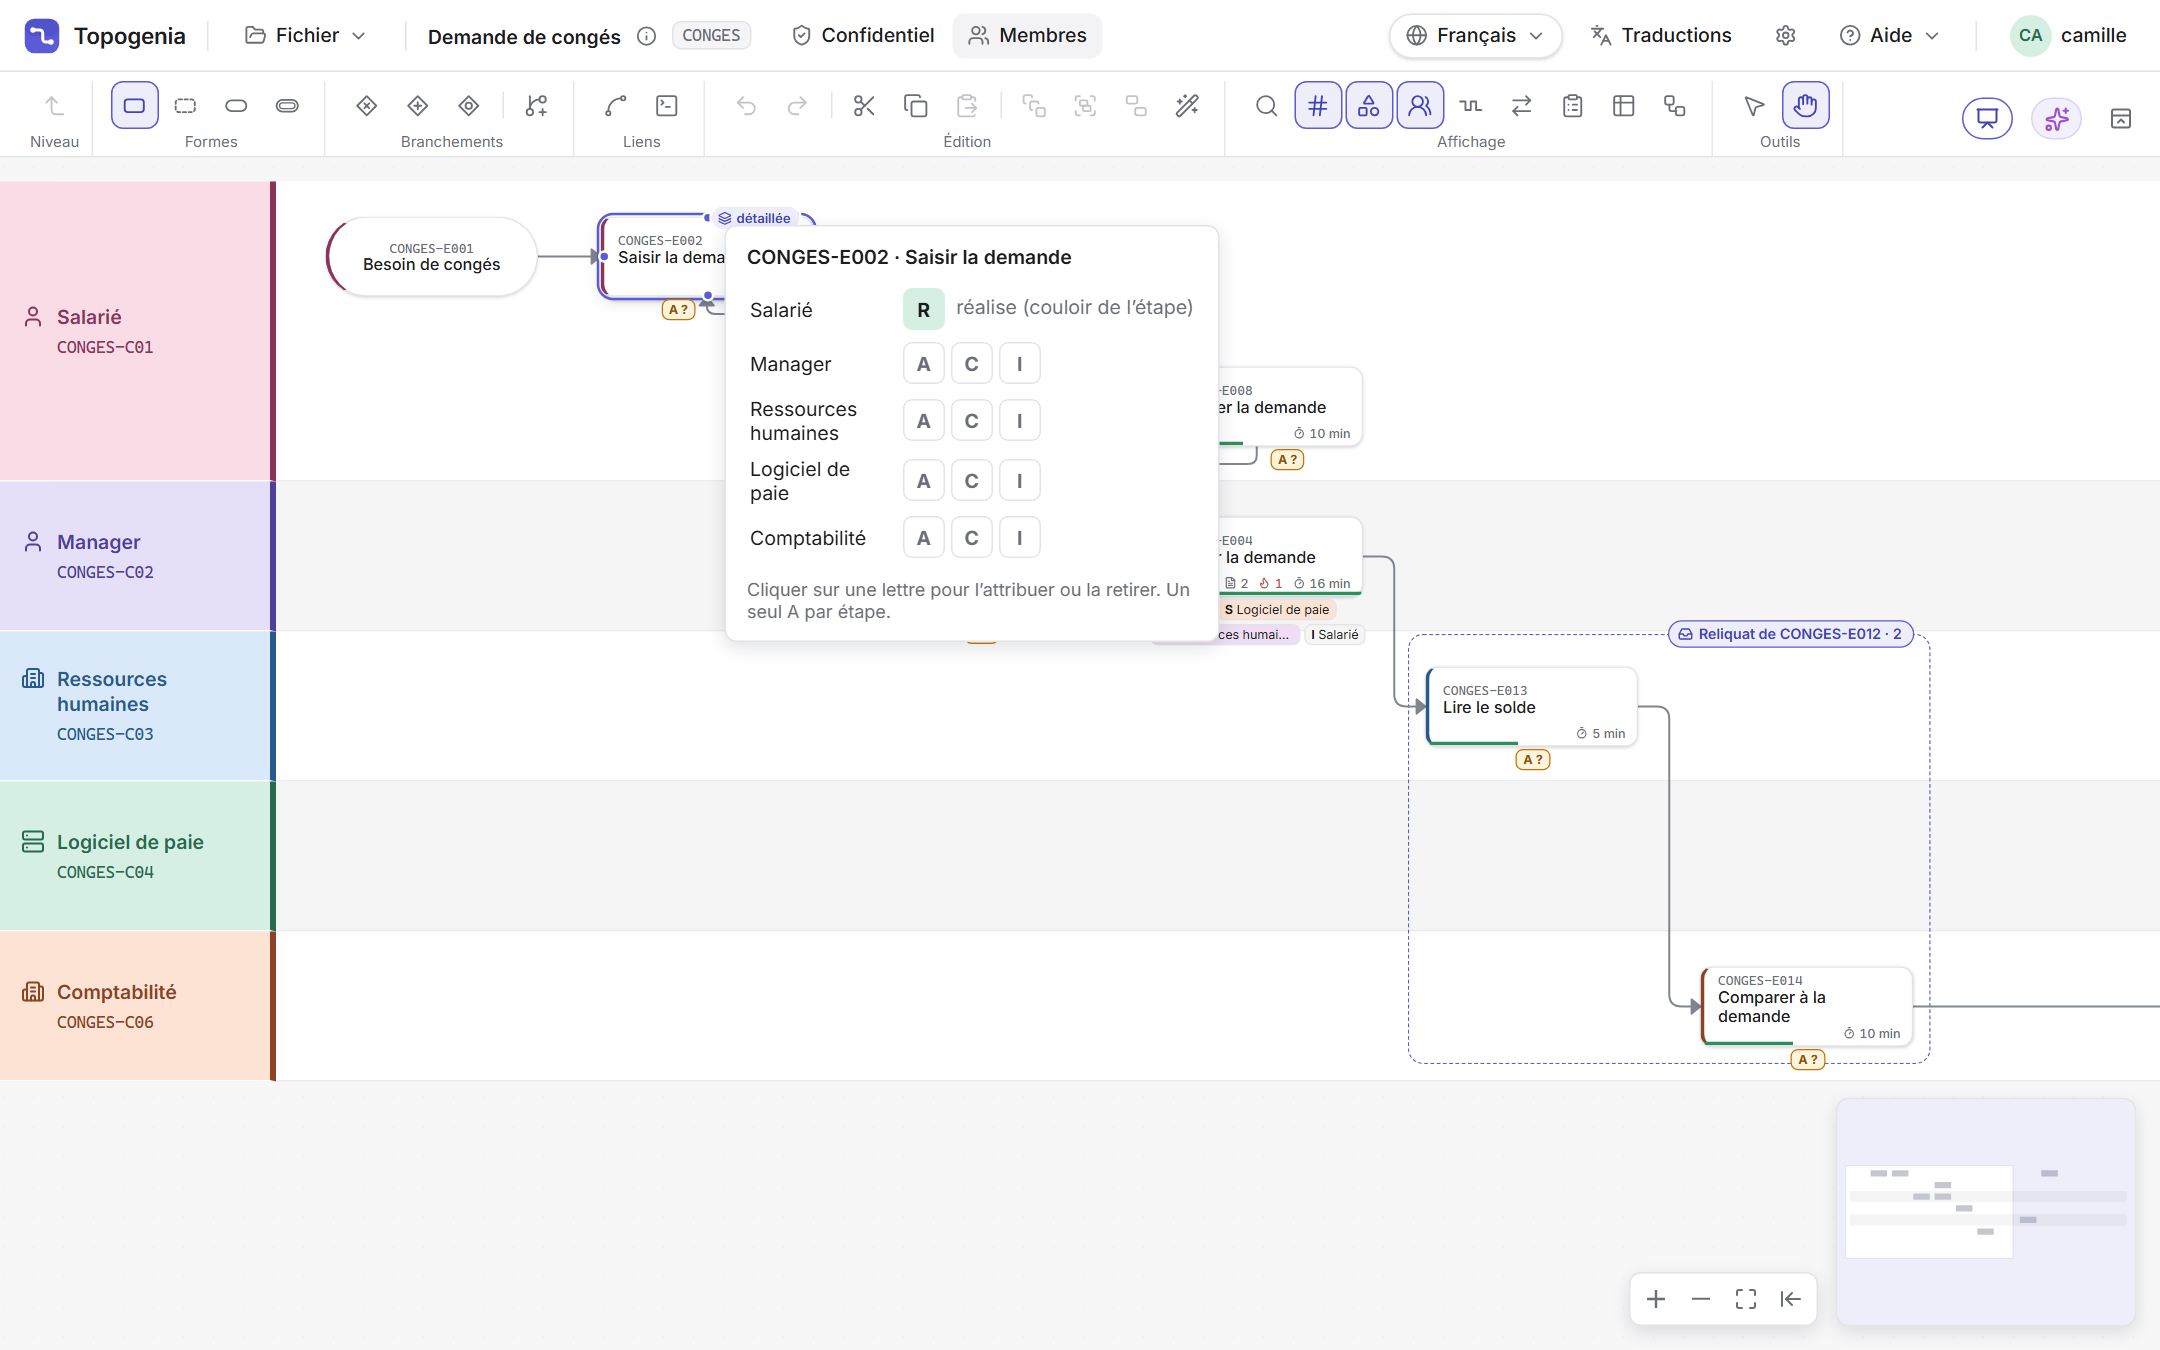 Topogenia
Fichier
Demande de congés
CONGES
Confidentiel
Membres
Français
Traductions
Aide
CA
camille
Niveau
Formes
Branchements
Liens
Édition
Affichage
Outils
Salarié
CONGES-C01
Manager
CONGES-C02
Ressources
humaines
CONGES-C03
Logiciel de paie
CONGES-C04
Comptabilité
CONGES-C06
CONGES-E001
Besoin de congés
détaillée
CONGES-E002
Saisir la dema
A ?
CONGES-E002 · Saisir la demande
Salarié
R
réalise (couloir de l’étape)
Manager
A C I
Ressources
humaines
A C I
Logiciel de
paie
A C I
Comptabilité
A C I
Cliquer sur une lettre pour l’attribuer ou la retirer. Un
seul A par étape.
-E008
er la demande
10 min
A ?
-E004
la demande
2 1 16 min
S Logiciel de paie
ces humai...
I Salarié
Reliquat de CONGES-E012 · 2
CONGES-E013
Lire le solde
5 min
A ?
CONGES-E014
Comparer à la
demande
10 min
A ?